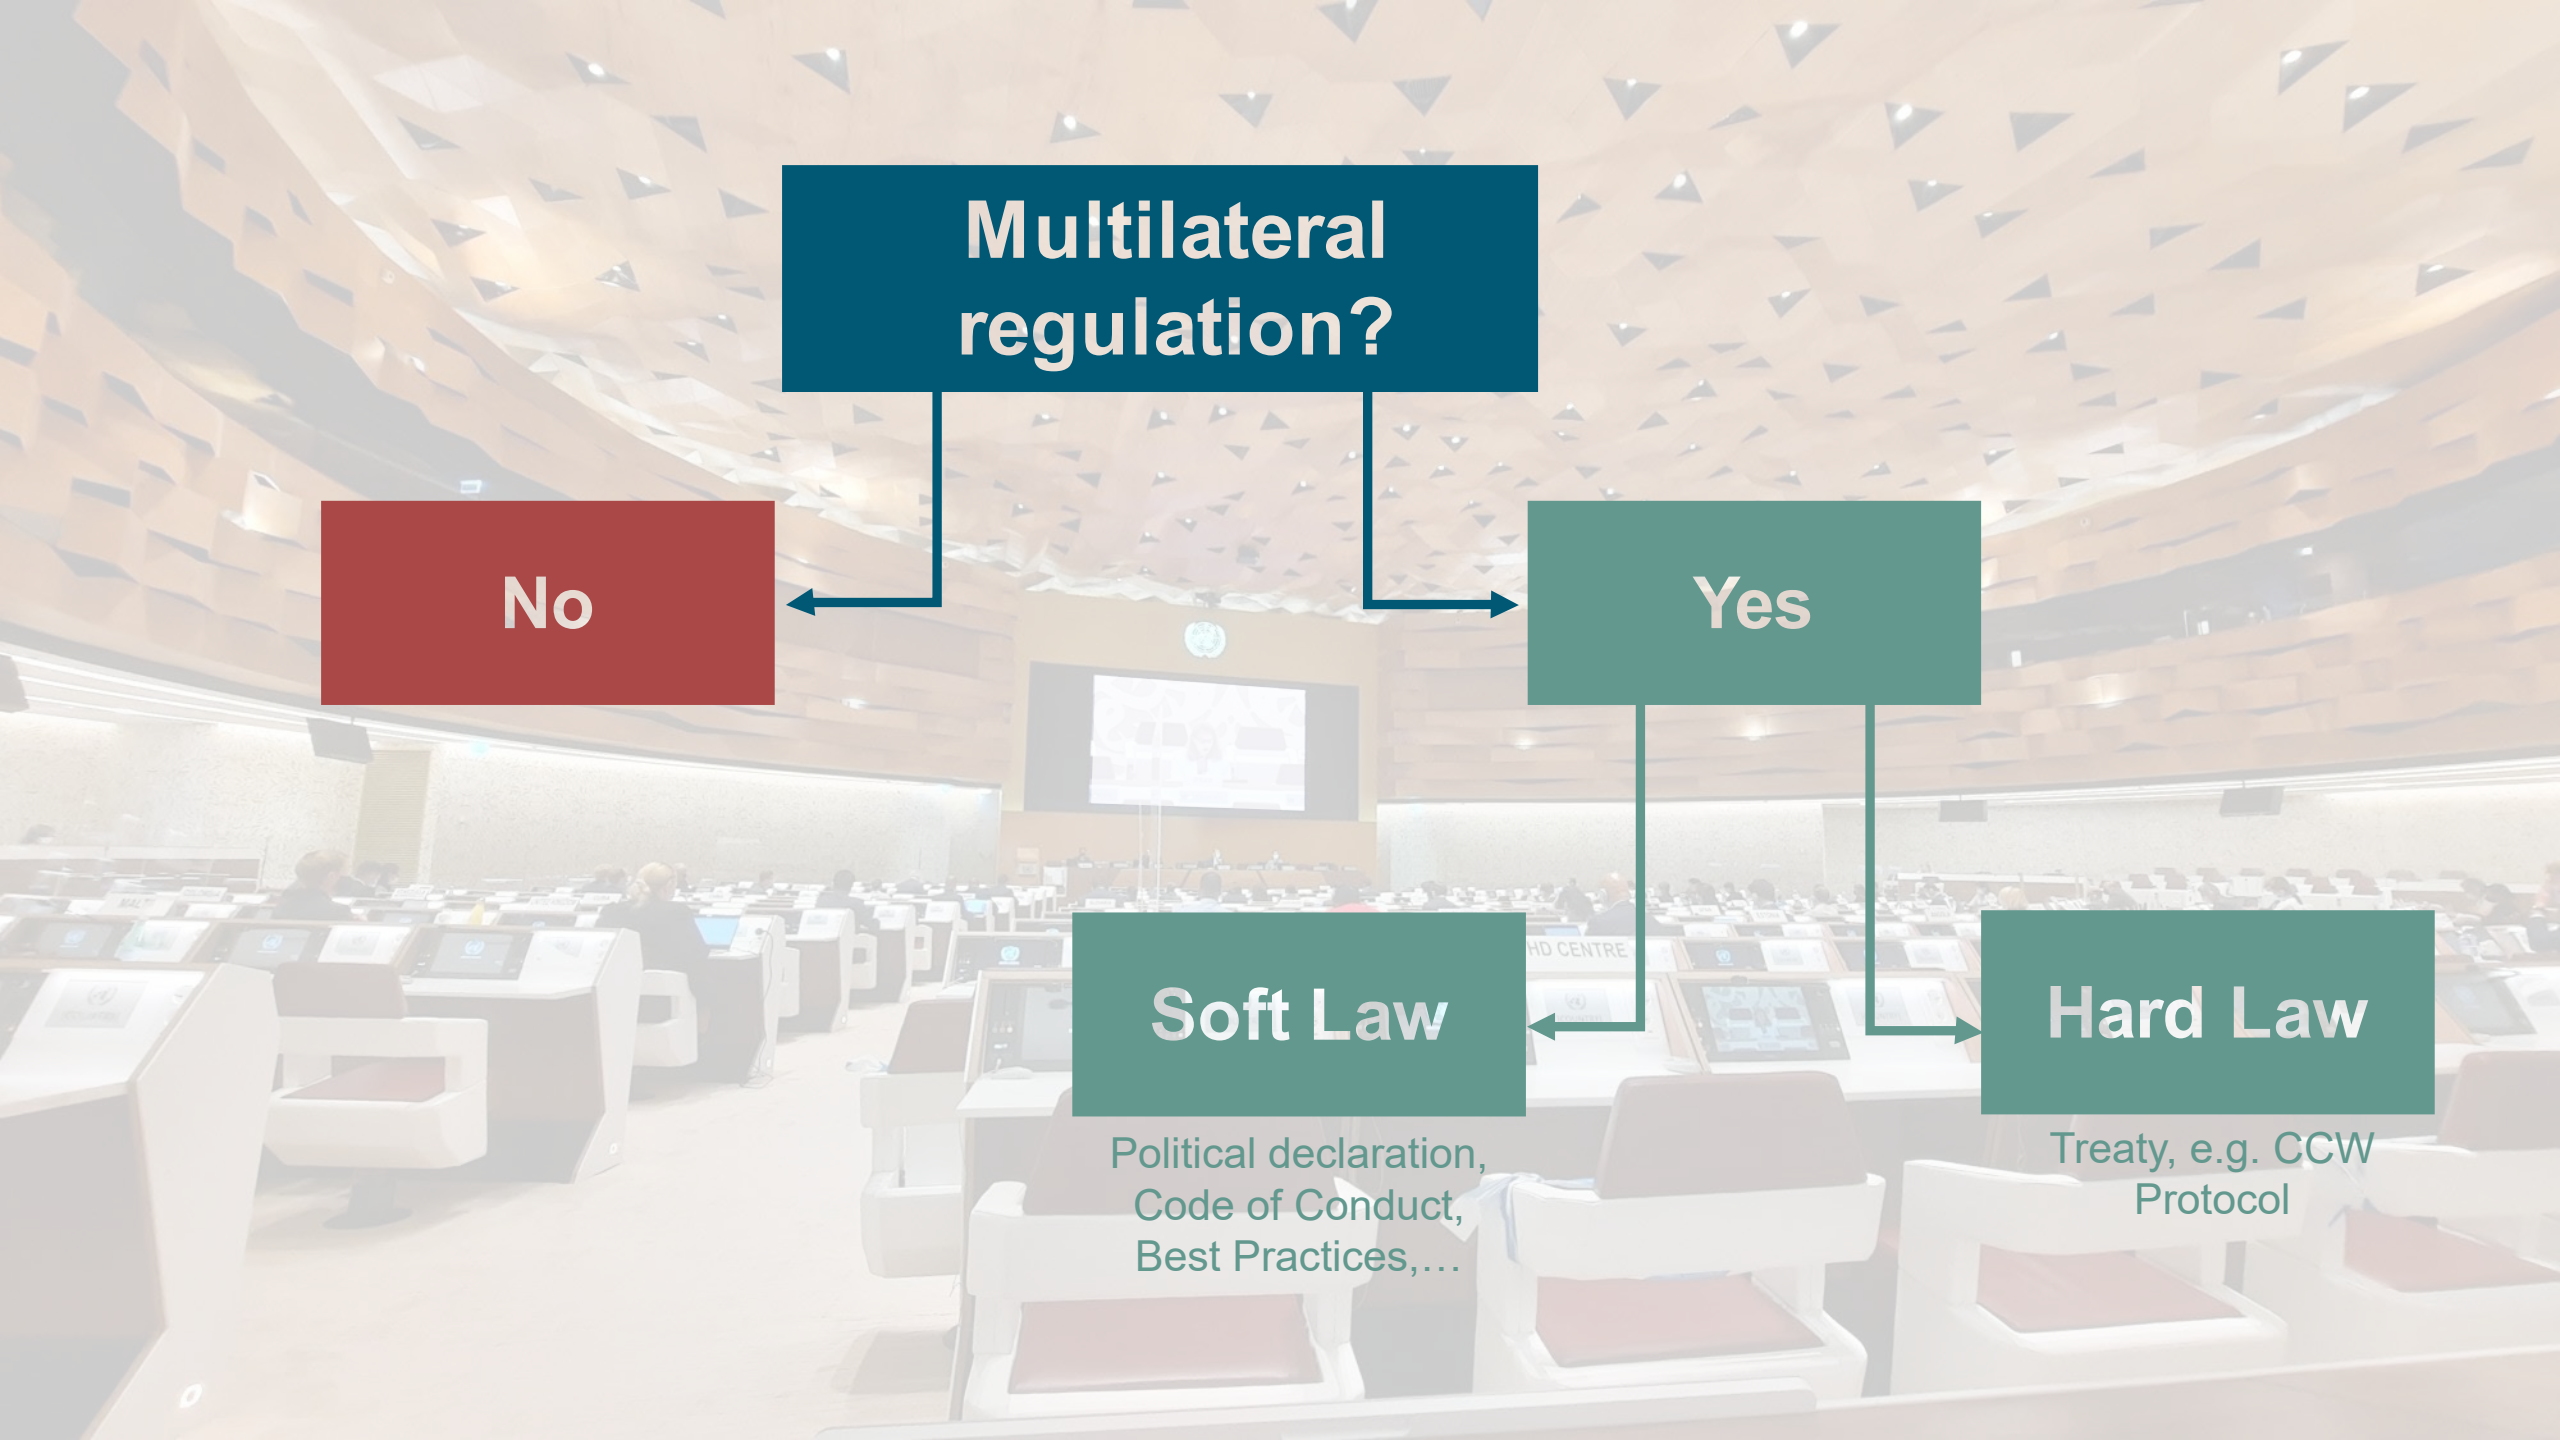 Multilateral
regulation?
No
Yes
Soft Law
Hard Law
Political declaration,
Code of Conduct,
Best Practices,…
Treaty, e.g. CCW
Protocol
HD CENTRE